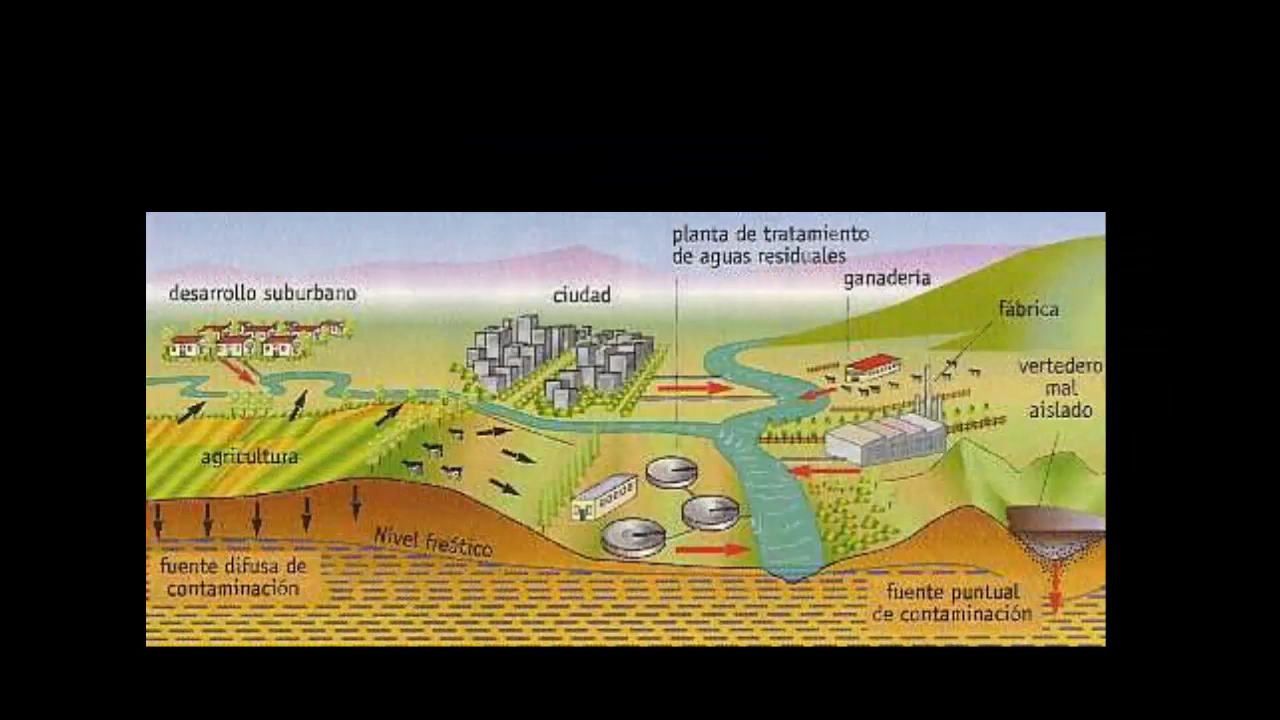 planta de tratamiento
de aguas residuales
ganadería
desarrollo suburbano
ciudad
fábrica
vertedero
mal
aislado
agricultura
Nivel freático
fuente difusa de
contaminación
fuente puntual
de contaminación